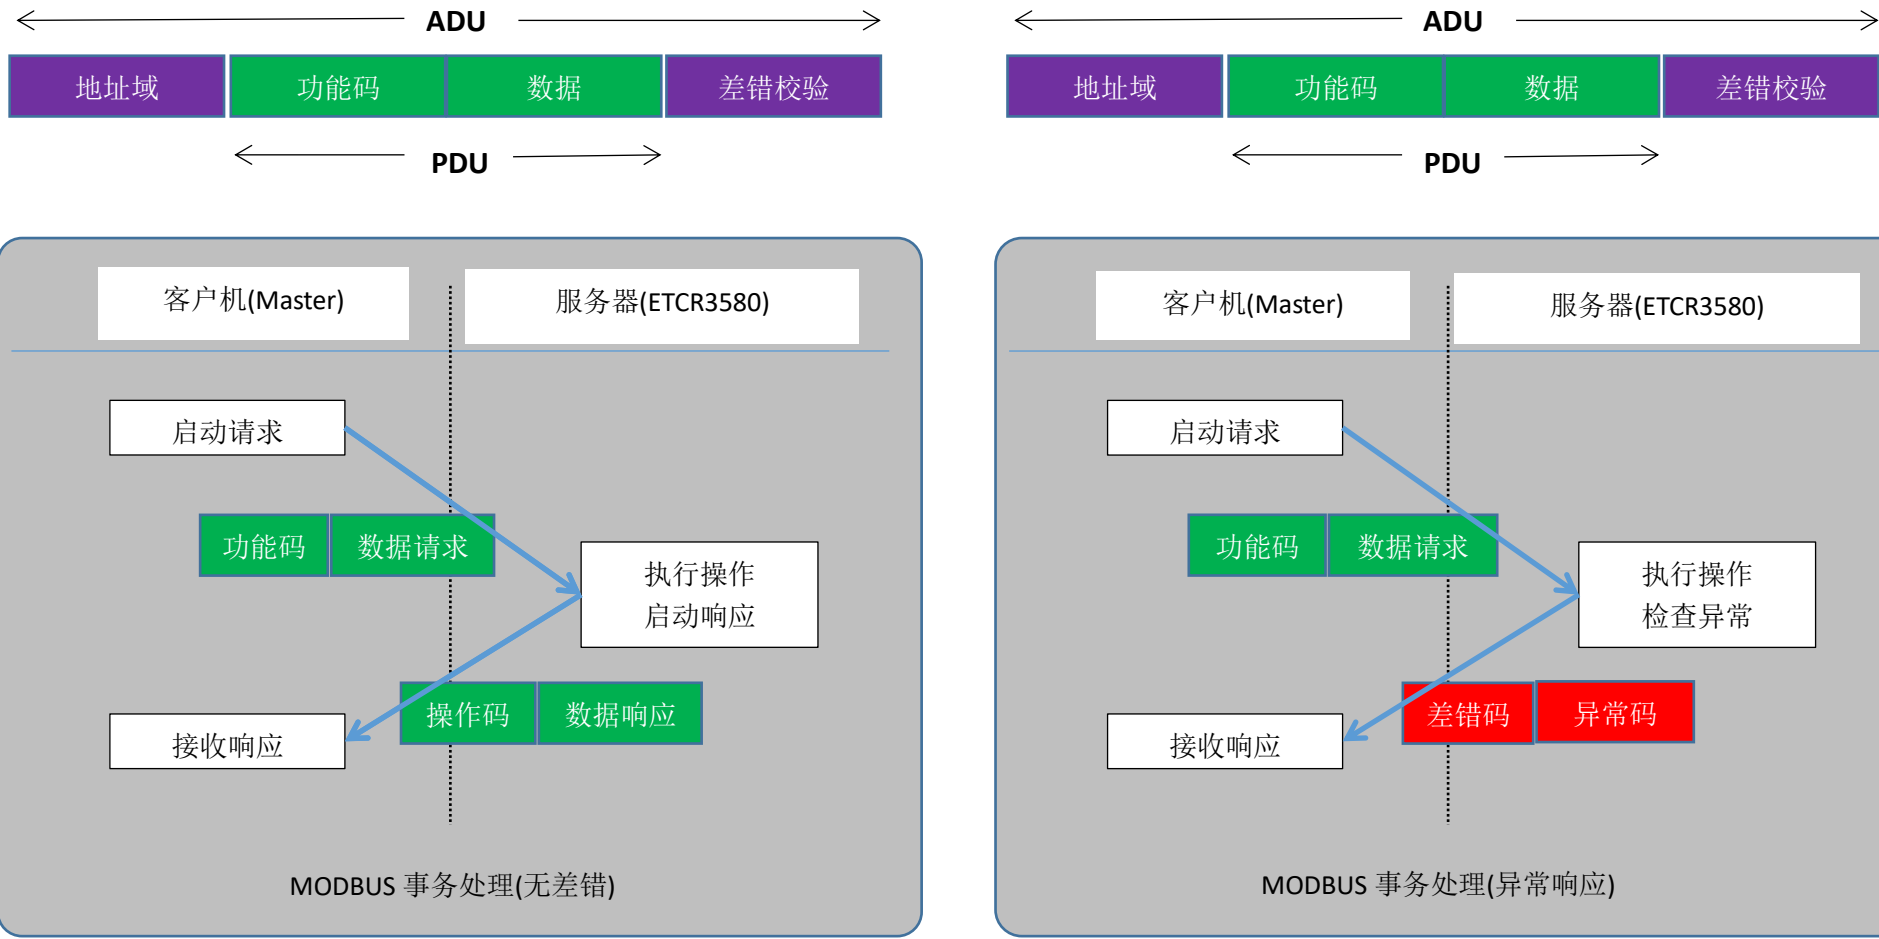 ADU
地址域 功能码 数据 差错校验
PDU
客户机(Master) 服务器(ETCR3580)
启动请求
功能码 数据请求
执行操作
启动响应
操作码 数据响应
接收响应
MODBUS 事务处理(无差错)
ADU
地址域 功能码 数据 差错校验
PDU
客户机(Master) 服务器(ETCR3580)
启动请求
功能码 数据请求
执行操作
检查异常
差错码 异常码
接收响应
MODBUS 事务处理(异常响应)